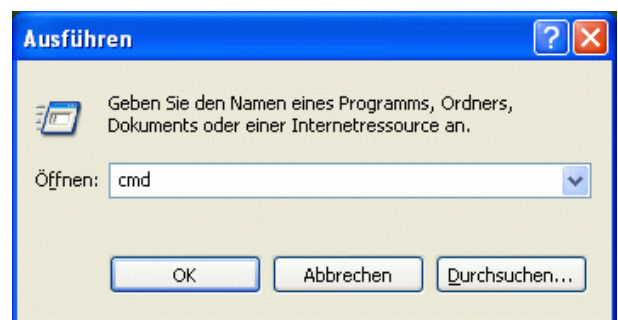 Ausführen
Geben Sie den Namen eines Programms, Ordners,
Dokuments oder einer Internetressource an.
Öffnen: cmd
OK Abbrechen Durchsuchen...